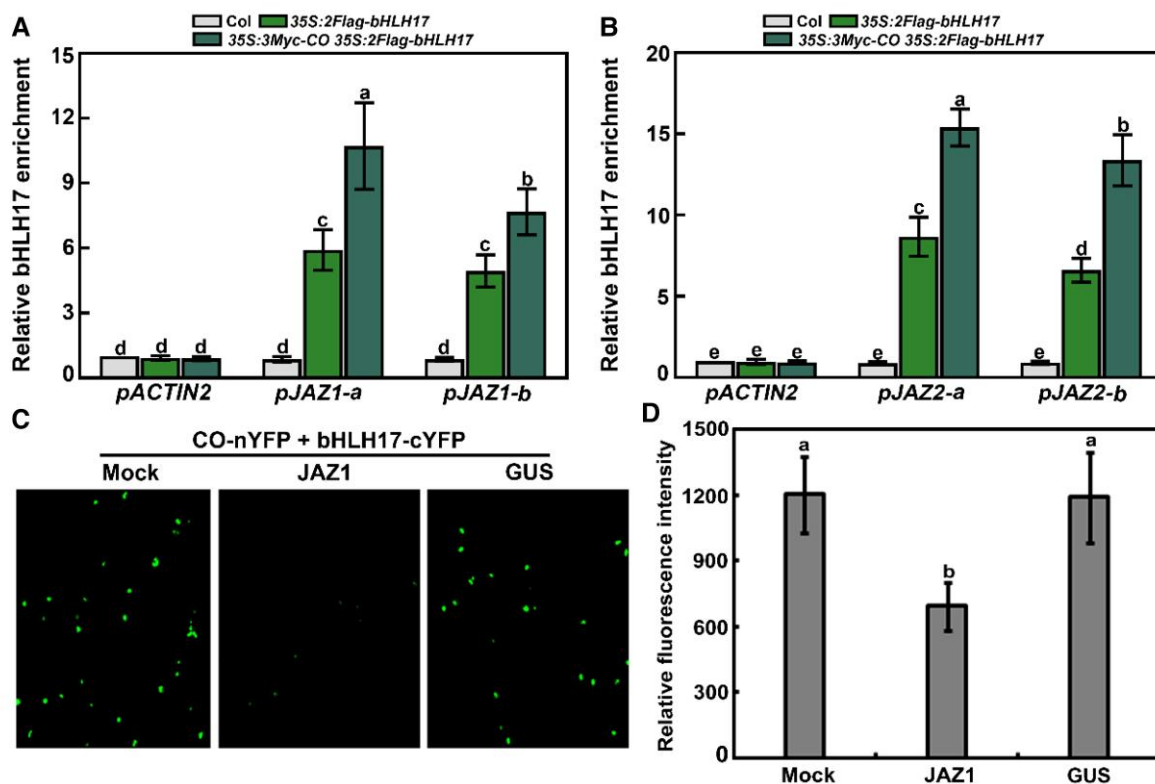 A
Col 35S:2Flag-bHLH17
35S:3Myc-CO 35S:2Flag-bHLH17
Relative bHLH17 enrichment
15
12
9
6
3
0
d d d d c a d c b
pACTIN2 pJAZ1-a pJAZ1-b
B
Col 35S:2Flag-bHLH17
35S:3Myc-CO 35S:2Flag-bHLH17
Relative bHLH17 enrichment
20
15
10
5
0
e e e e c a e d b
pACTIN2 pJAZ2-a pJAZ2-b
C
CO-nYFP + bHLH17-cYFP
Mock JAZ1 GUS
D
Relative fluorescence intensity
1500
1200
900
600
300
0
a b a
Mock JAZ1 GUS